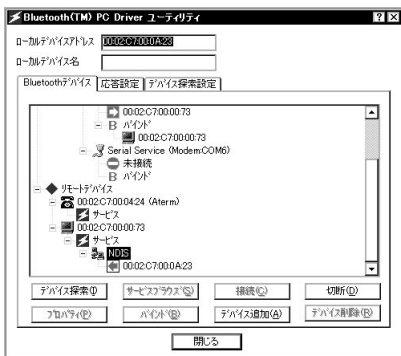 Bluetooth(TM) PC Driver ユーティリティ
ローカルデバイスアドレス 00:02:C7:00:0A:23
ローカルデバイス名
Bluetoothデバイス 応答設定 デバイス探索設定
00:02:C7:00:00:73
B バインド
00:02:C7:00:00:73
Serial Service (Modem:COM6)
未接続
B バインド
リモートデバイス
00:02:C7:00:04:24 (Aterm)
サービス
00:02:C7:00:00:73
サービス
NDIS
00:02:C7:00:0A:23
デバイス探索(I) サービスブラウズ(S) 接続(C) 切断(D)
プロパティ(P) バインド(B) デバイス追加(A) デバイス削除(R)
閉じる